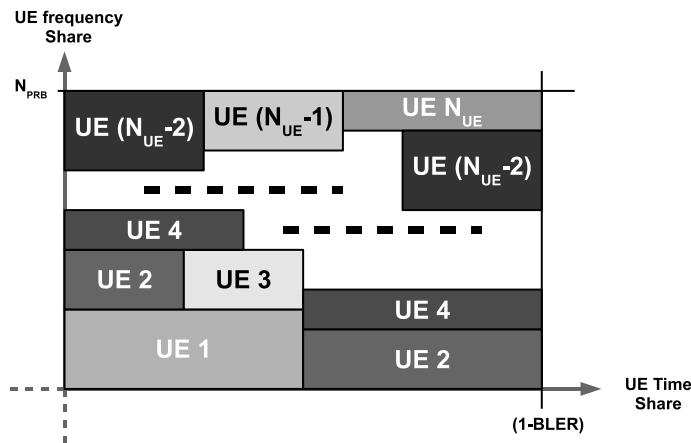 UE frequency
Share
N_PRB
UE (N_UE-2)
UE (N_UE-1)
UE N_UE
UE (N_UE-2)
UE 4
UE 2
UE 3
UE 4
UE 1
UE 2
UE Time
Share
(1-BLER)